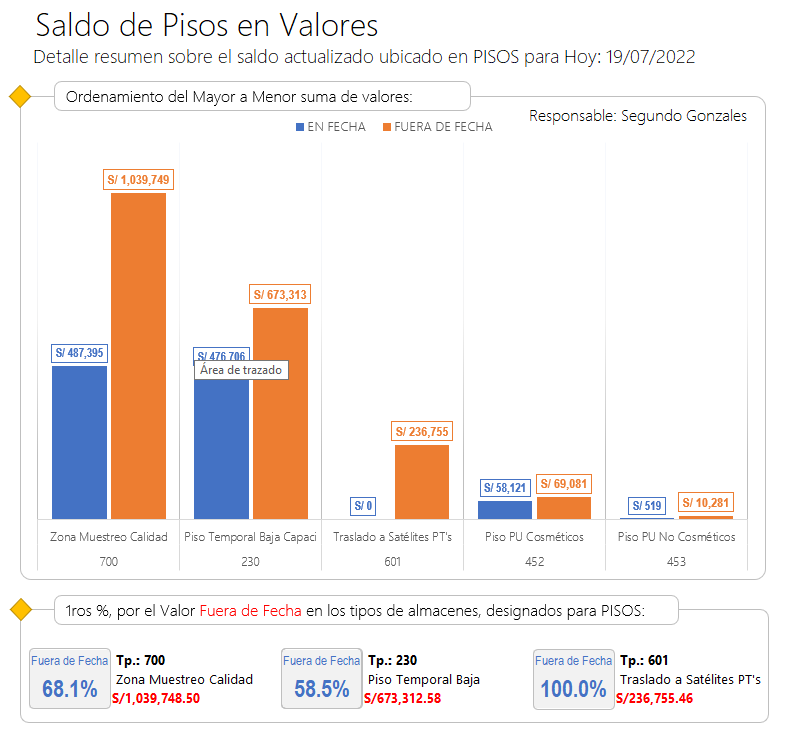 Saldo de Pisos en Valores
Detalle resumen sobre el saldo actualizado ubicado en PISOS para Hoy: 19/07/2022
Ordenamiento del Mayor a Menor suma de valores:
Responsable: Segundo Gonzales
EN FECHA FUERA DE FECHA
S/ 1,039,749
S/ 673,313
S/ 487,395
S/ 476,706
Área de trazado
S/ 236,755
S/ 0
S/ 58,121
S/ 69,081
S/ 519
S/ 10,281
Zona Muestreo Calidad Piso Temporal Baja Capaci Traslado a Satélites PT's Piso PU Cosméticos Piso PU No Cosméticos
700 230 601 452 453
1ros %, por el Valor Fuera de Fecha en los tipos de almacenes, designados para PISOS:
Fuera de Fecha Tp.: 700
68.1% Zona Muestreo Calidad
S/1,039,748.50
Fuera de Fecha Tp.: 230
58.5% Piso Temporal Baja
S/673,312.58
Fuera de Fecha Tp.: 601
100.0% Traslado a Satélites PT's
S/236,755.46